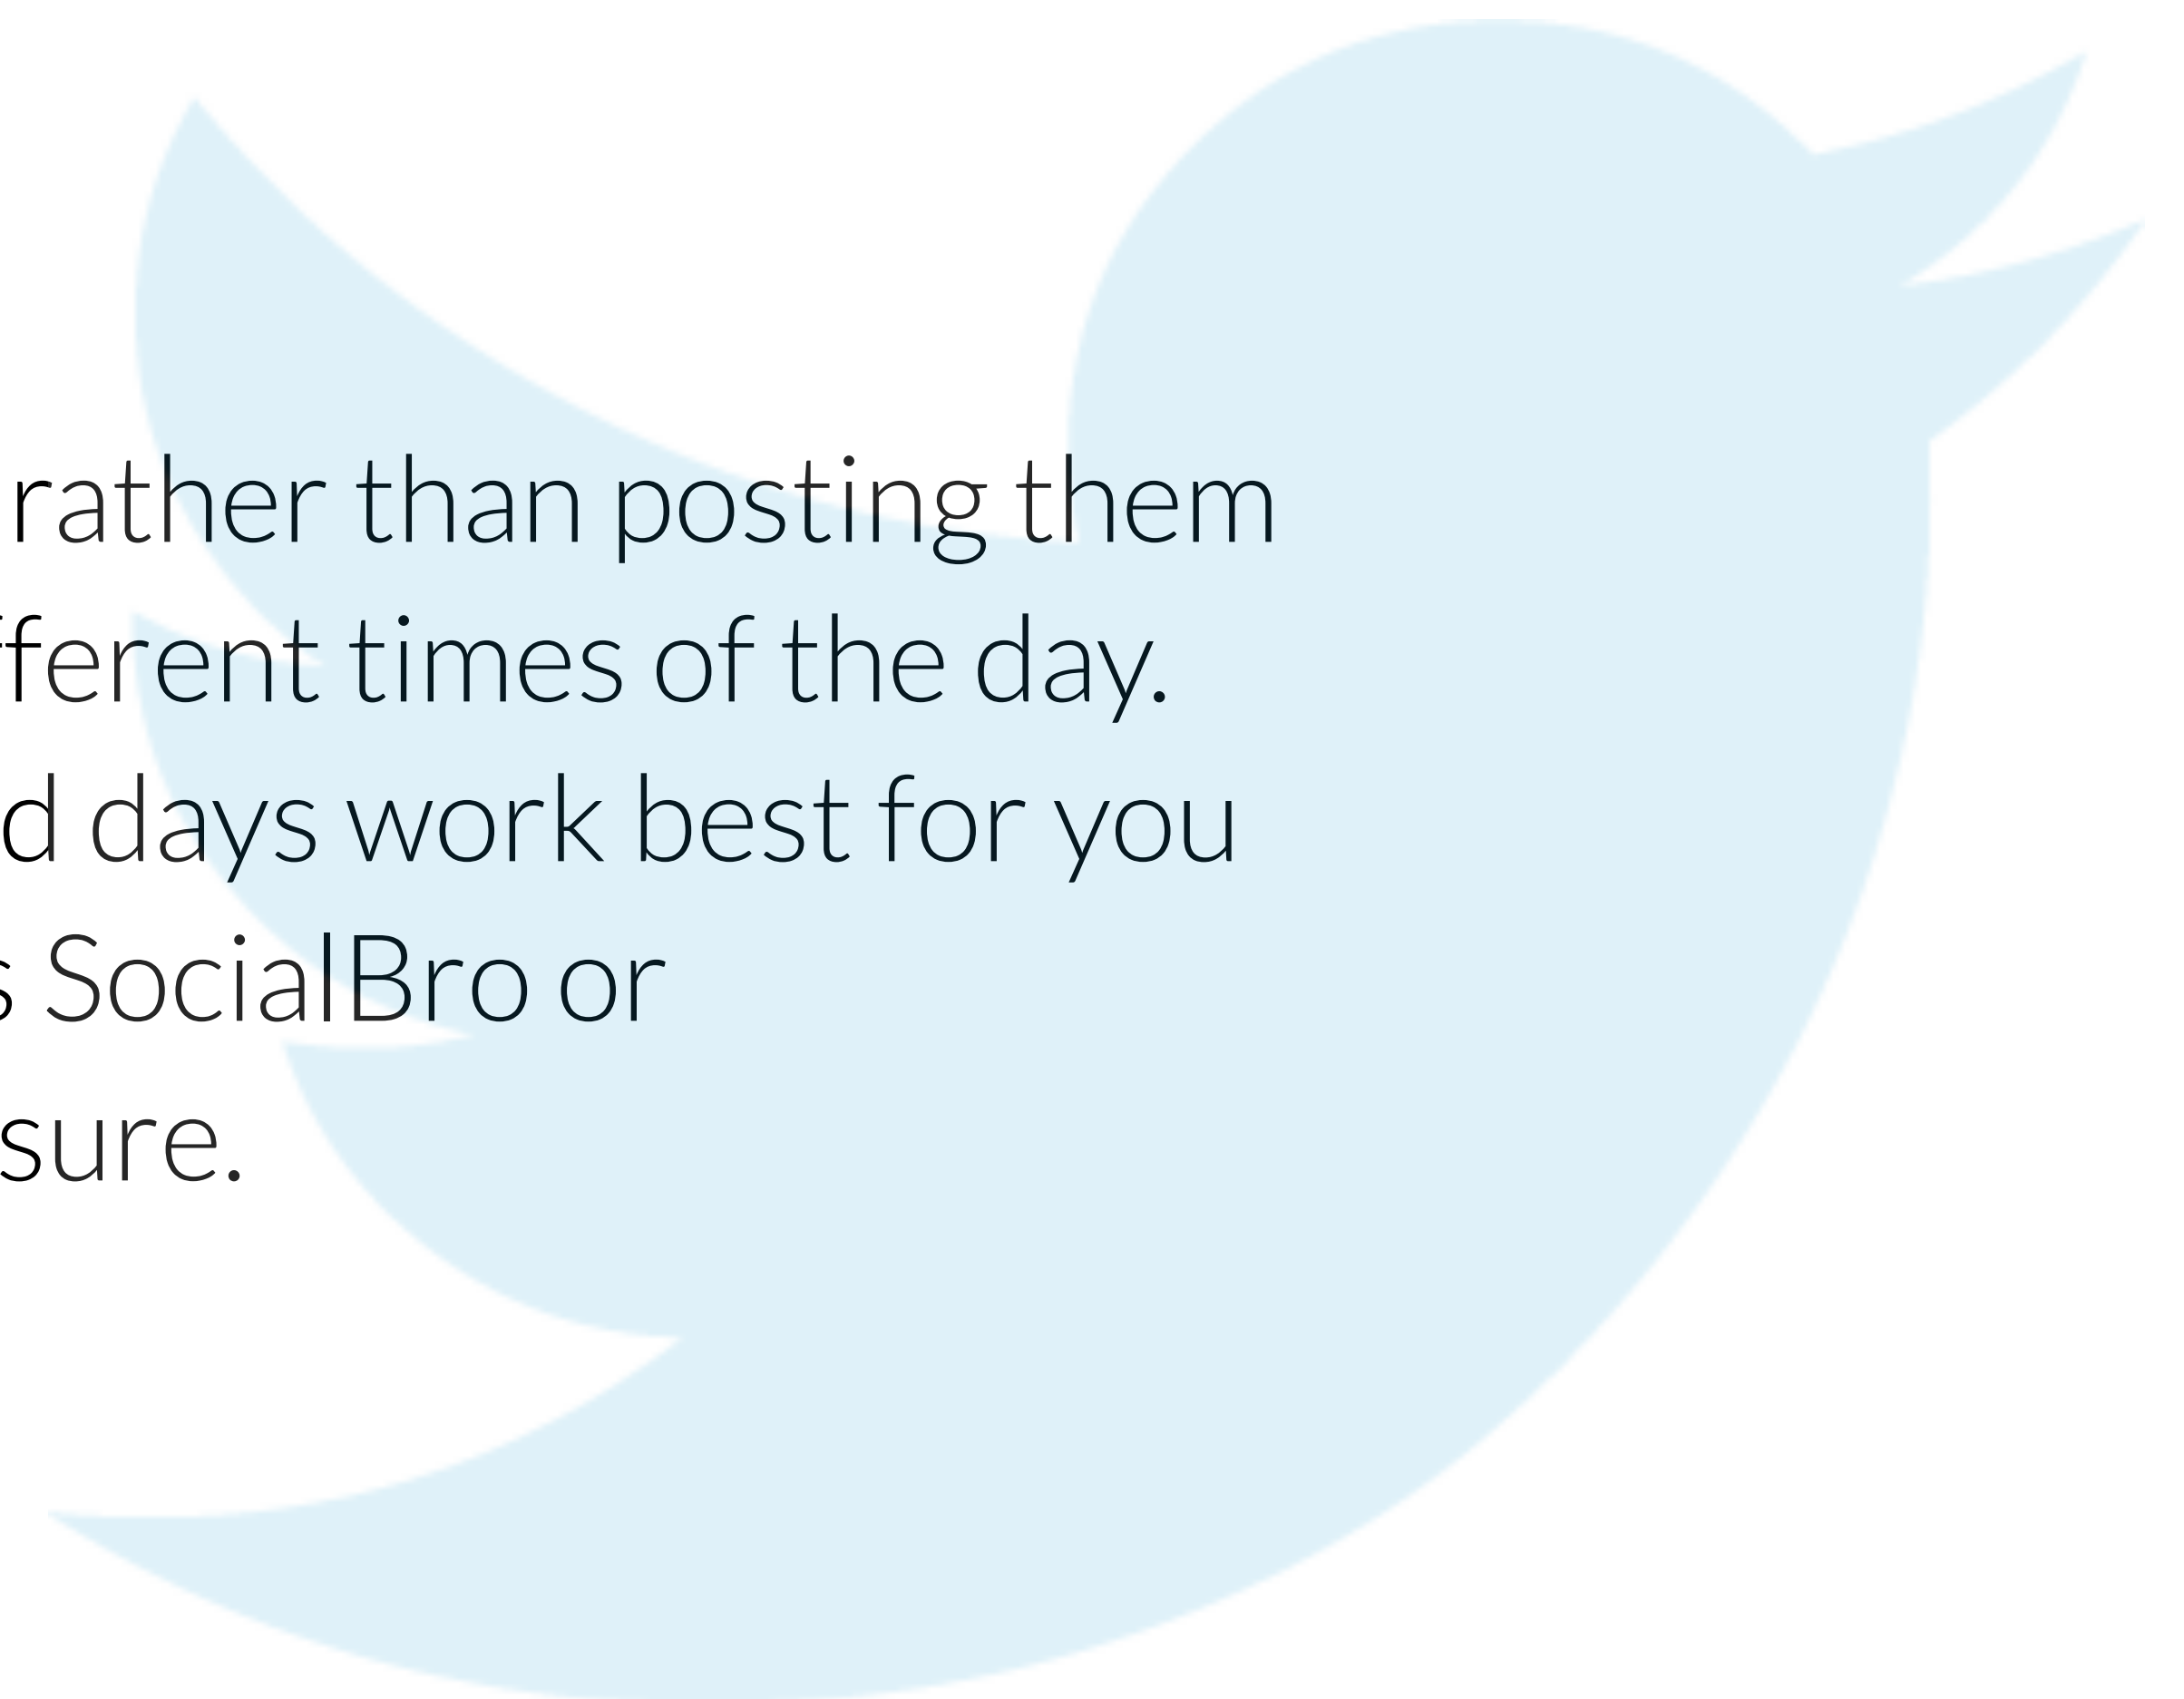 rather than posting them
fferent times of the day.
d days work best for you
s SocialBro or
sure.